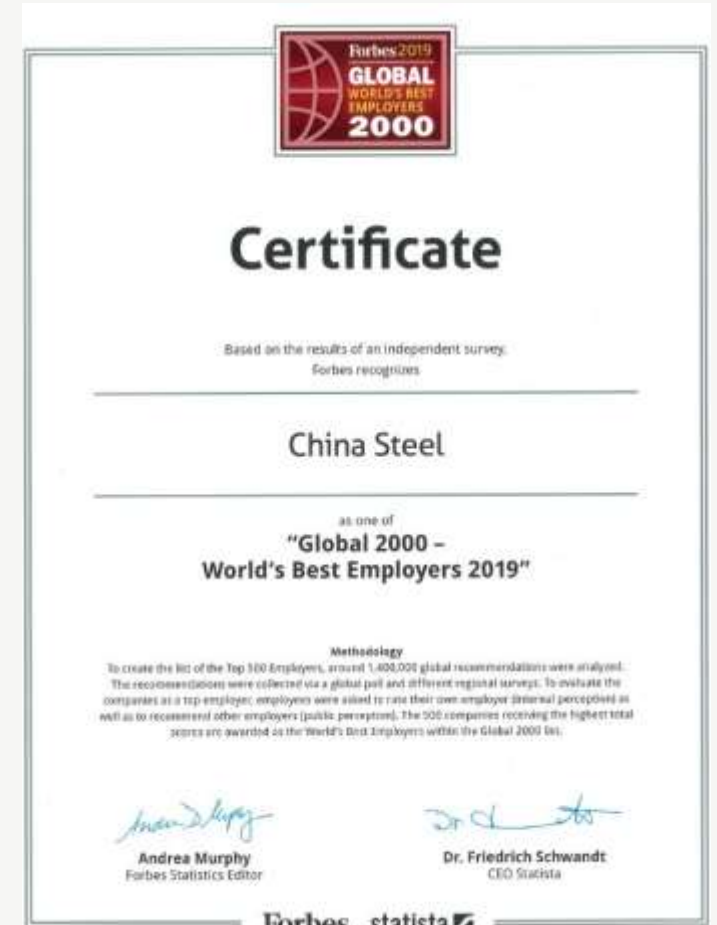 Forbes 2019
GLOBAL
WORLD'S BEST
EMPLOYERS
2000
Certificate
Based on the results of an independent survey,
Forbes recognizes
China Steel
as one of
“Global 2000 –
World's Best Employers 2019”
Methodology
To create the list of the Top 500 Employers, around 1,400,000 global recommendations were analyzed.
The recommendations were collected via a global poll and different regional surveys. To evaluate the
companies as a top employer, employees were asked to rate their own employer (internal perception) as
well as to recommend other employers (public perception). The 500 companies receiving the highest total
scores are awarded as the World's Best Employers within the Global 2000 list.
Andrea Murphy
Forbes Statistics Editor
Dr. Friedrich Schwandt
CEO Statista
Forbes statista